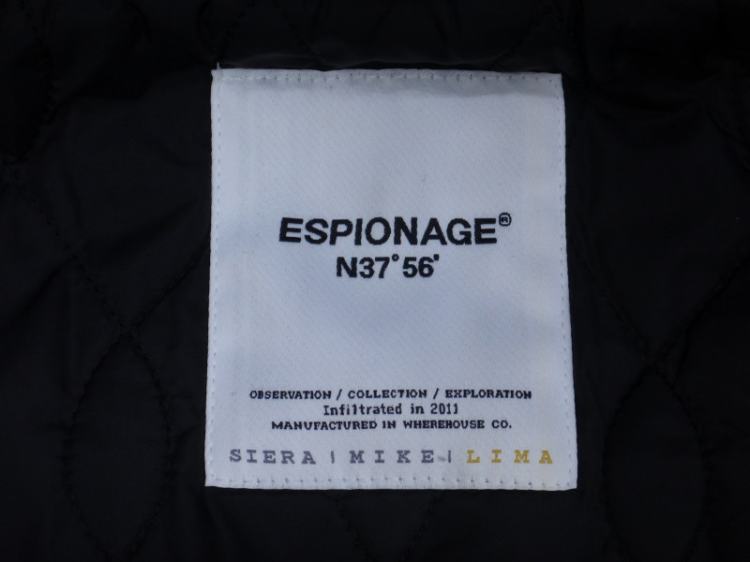 ESPIONAGE®
N37°56'
OBSERVATION / COLLECTION / EXPLORATION
Infiltrated in 2011
MANUFACTURED IN WHEREHOUSE CO.
SIERA | MIKE | LIMA